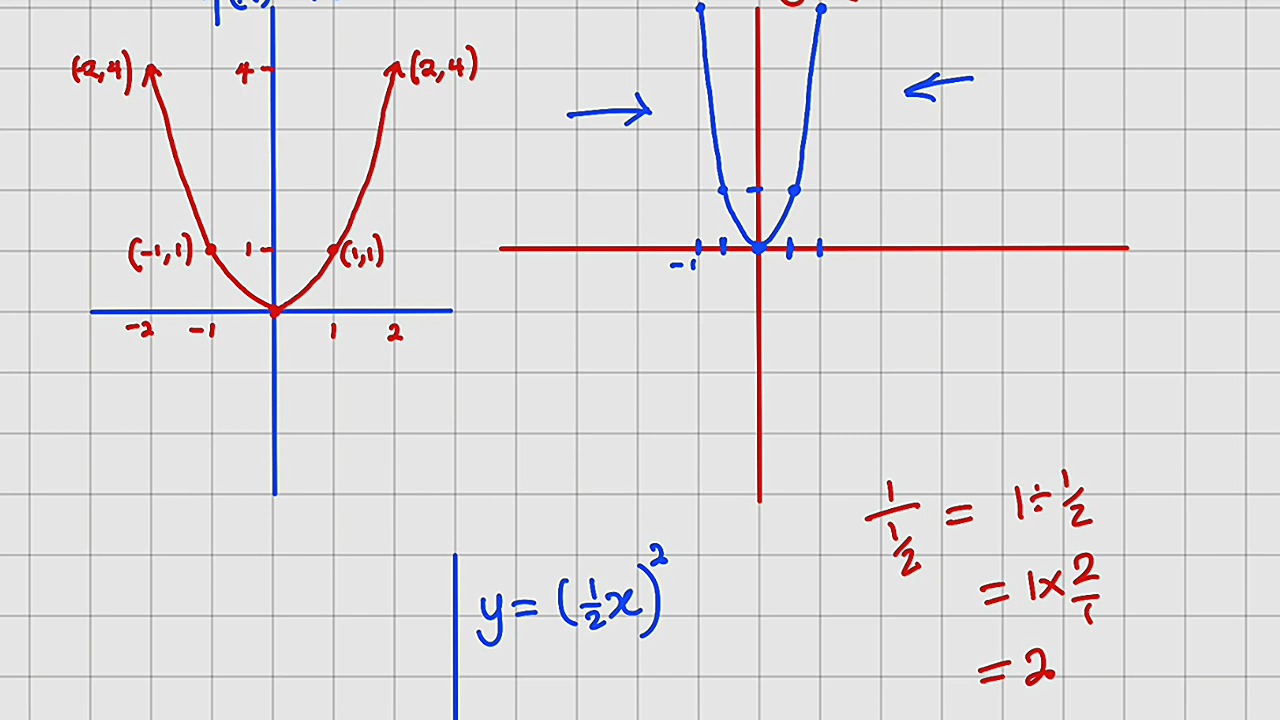 (-2,4)
4
(2,4)
(-1,1)
1
(1,1)
-2 -1 1 2
-1
y = (1/2 x)²
1/(1/2) = 1 ÷ 1/2
= 1 × 2/1
= 2